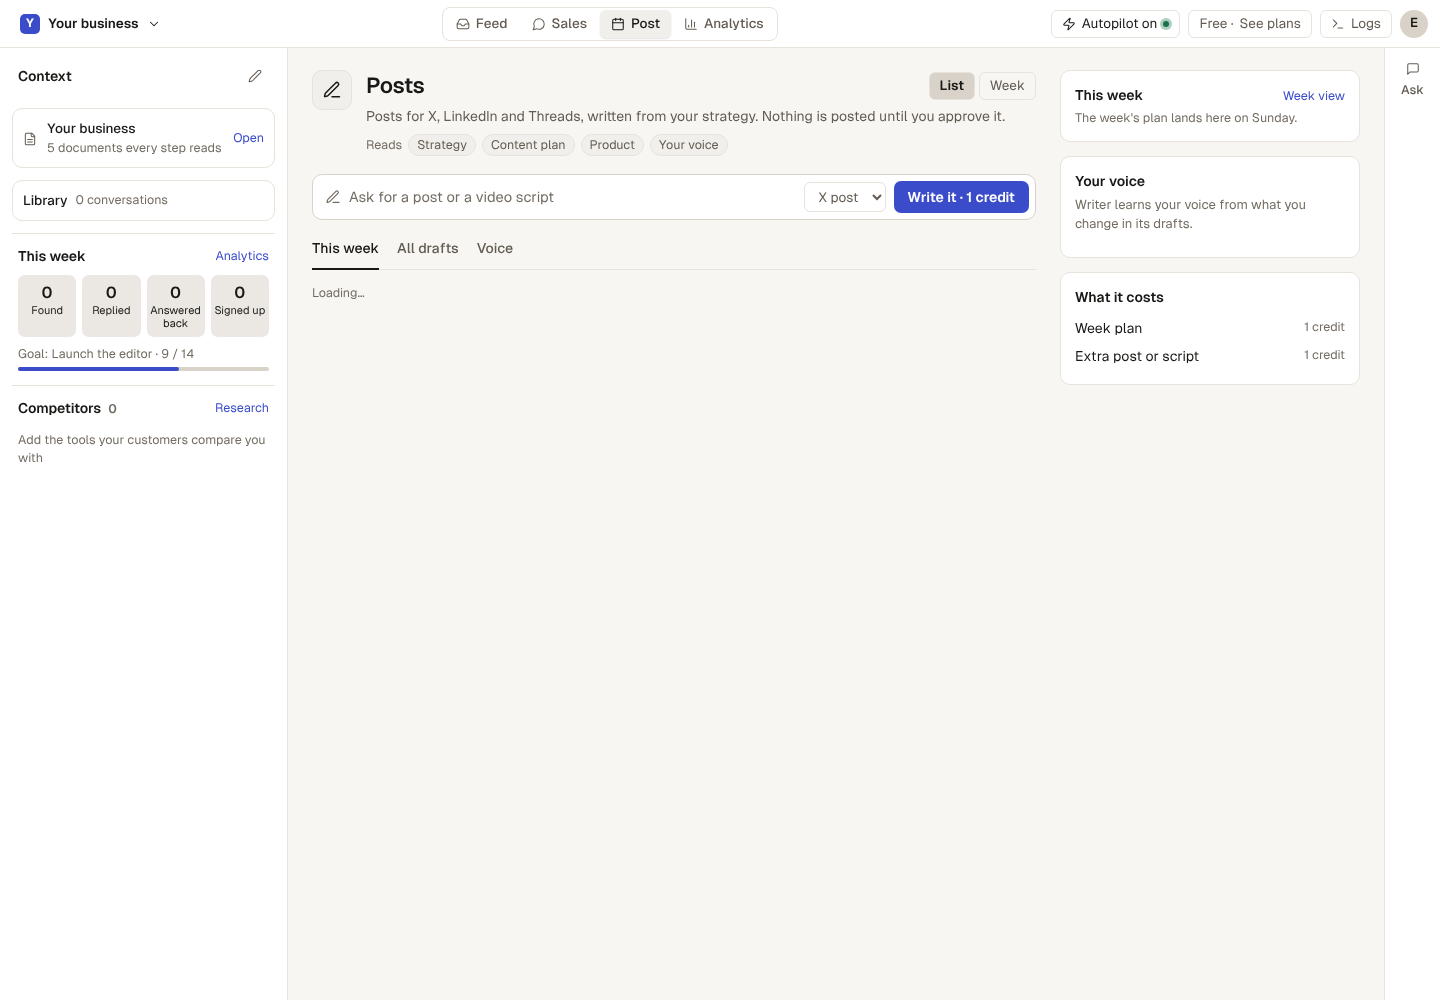 Y Your business
Feed
Sales
Post
Analytics
Autopilot on
Free · See plans
Logs
E
Context
Your business
5 documents every step reads
Open
Library 0 conversations
This week
Analytics
0
Found
0
Replied
0
Answered
back
0
Signed up
Goal: Launch the editor · 9 / 14
Competitors 0
Research
Add the tools your customers compare you
with
Posts
List
Week
Posts for X, LinkedIn and Threads, written from your strategy. Nothing is posted until you approve it.
Reads Strategy Content plan Product Your voice
Ask for a post or a video script
X post
Write it · 1 credit
This week
All drafts
Voice
Loading…
This week
Week view
The week's plan lands here on Sunday.
Your voice
Writer learns your voice from what you
change in its drafts.
What it costs
Week plan 1 credit
Extra post or script 1 credit
Ask